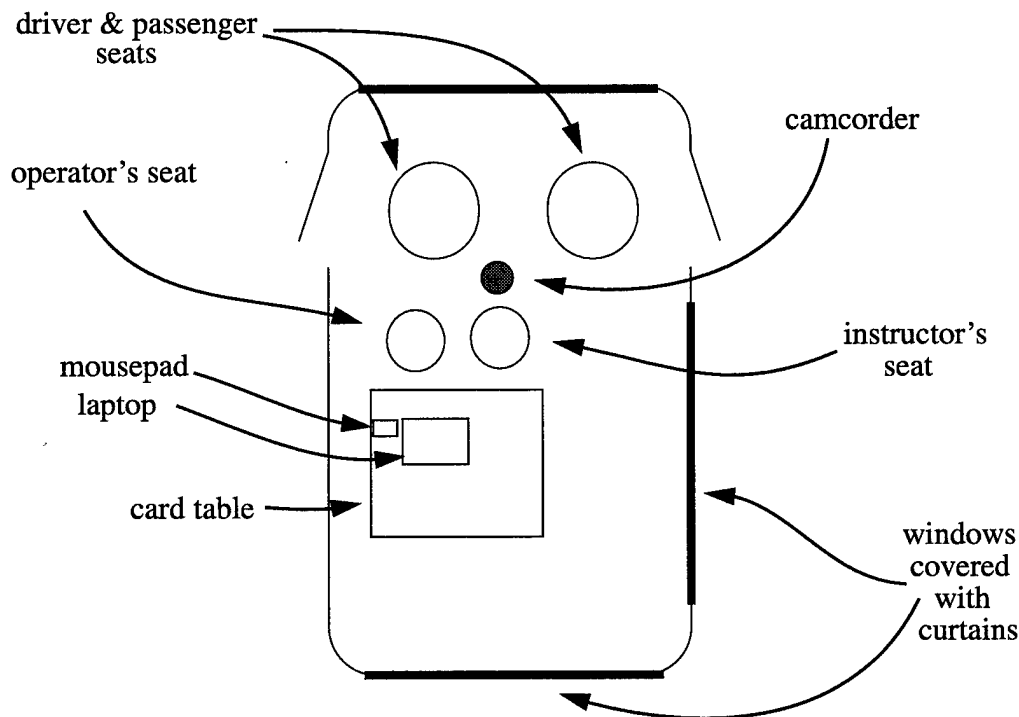 driver & passenger
seats
camcorder
operator's seat
instructor's
seat
mousepad
laptop
card table
windows
covered
with
curtains